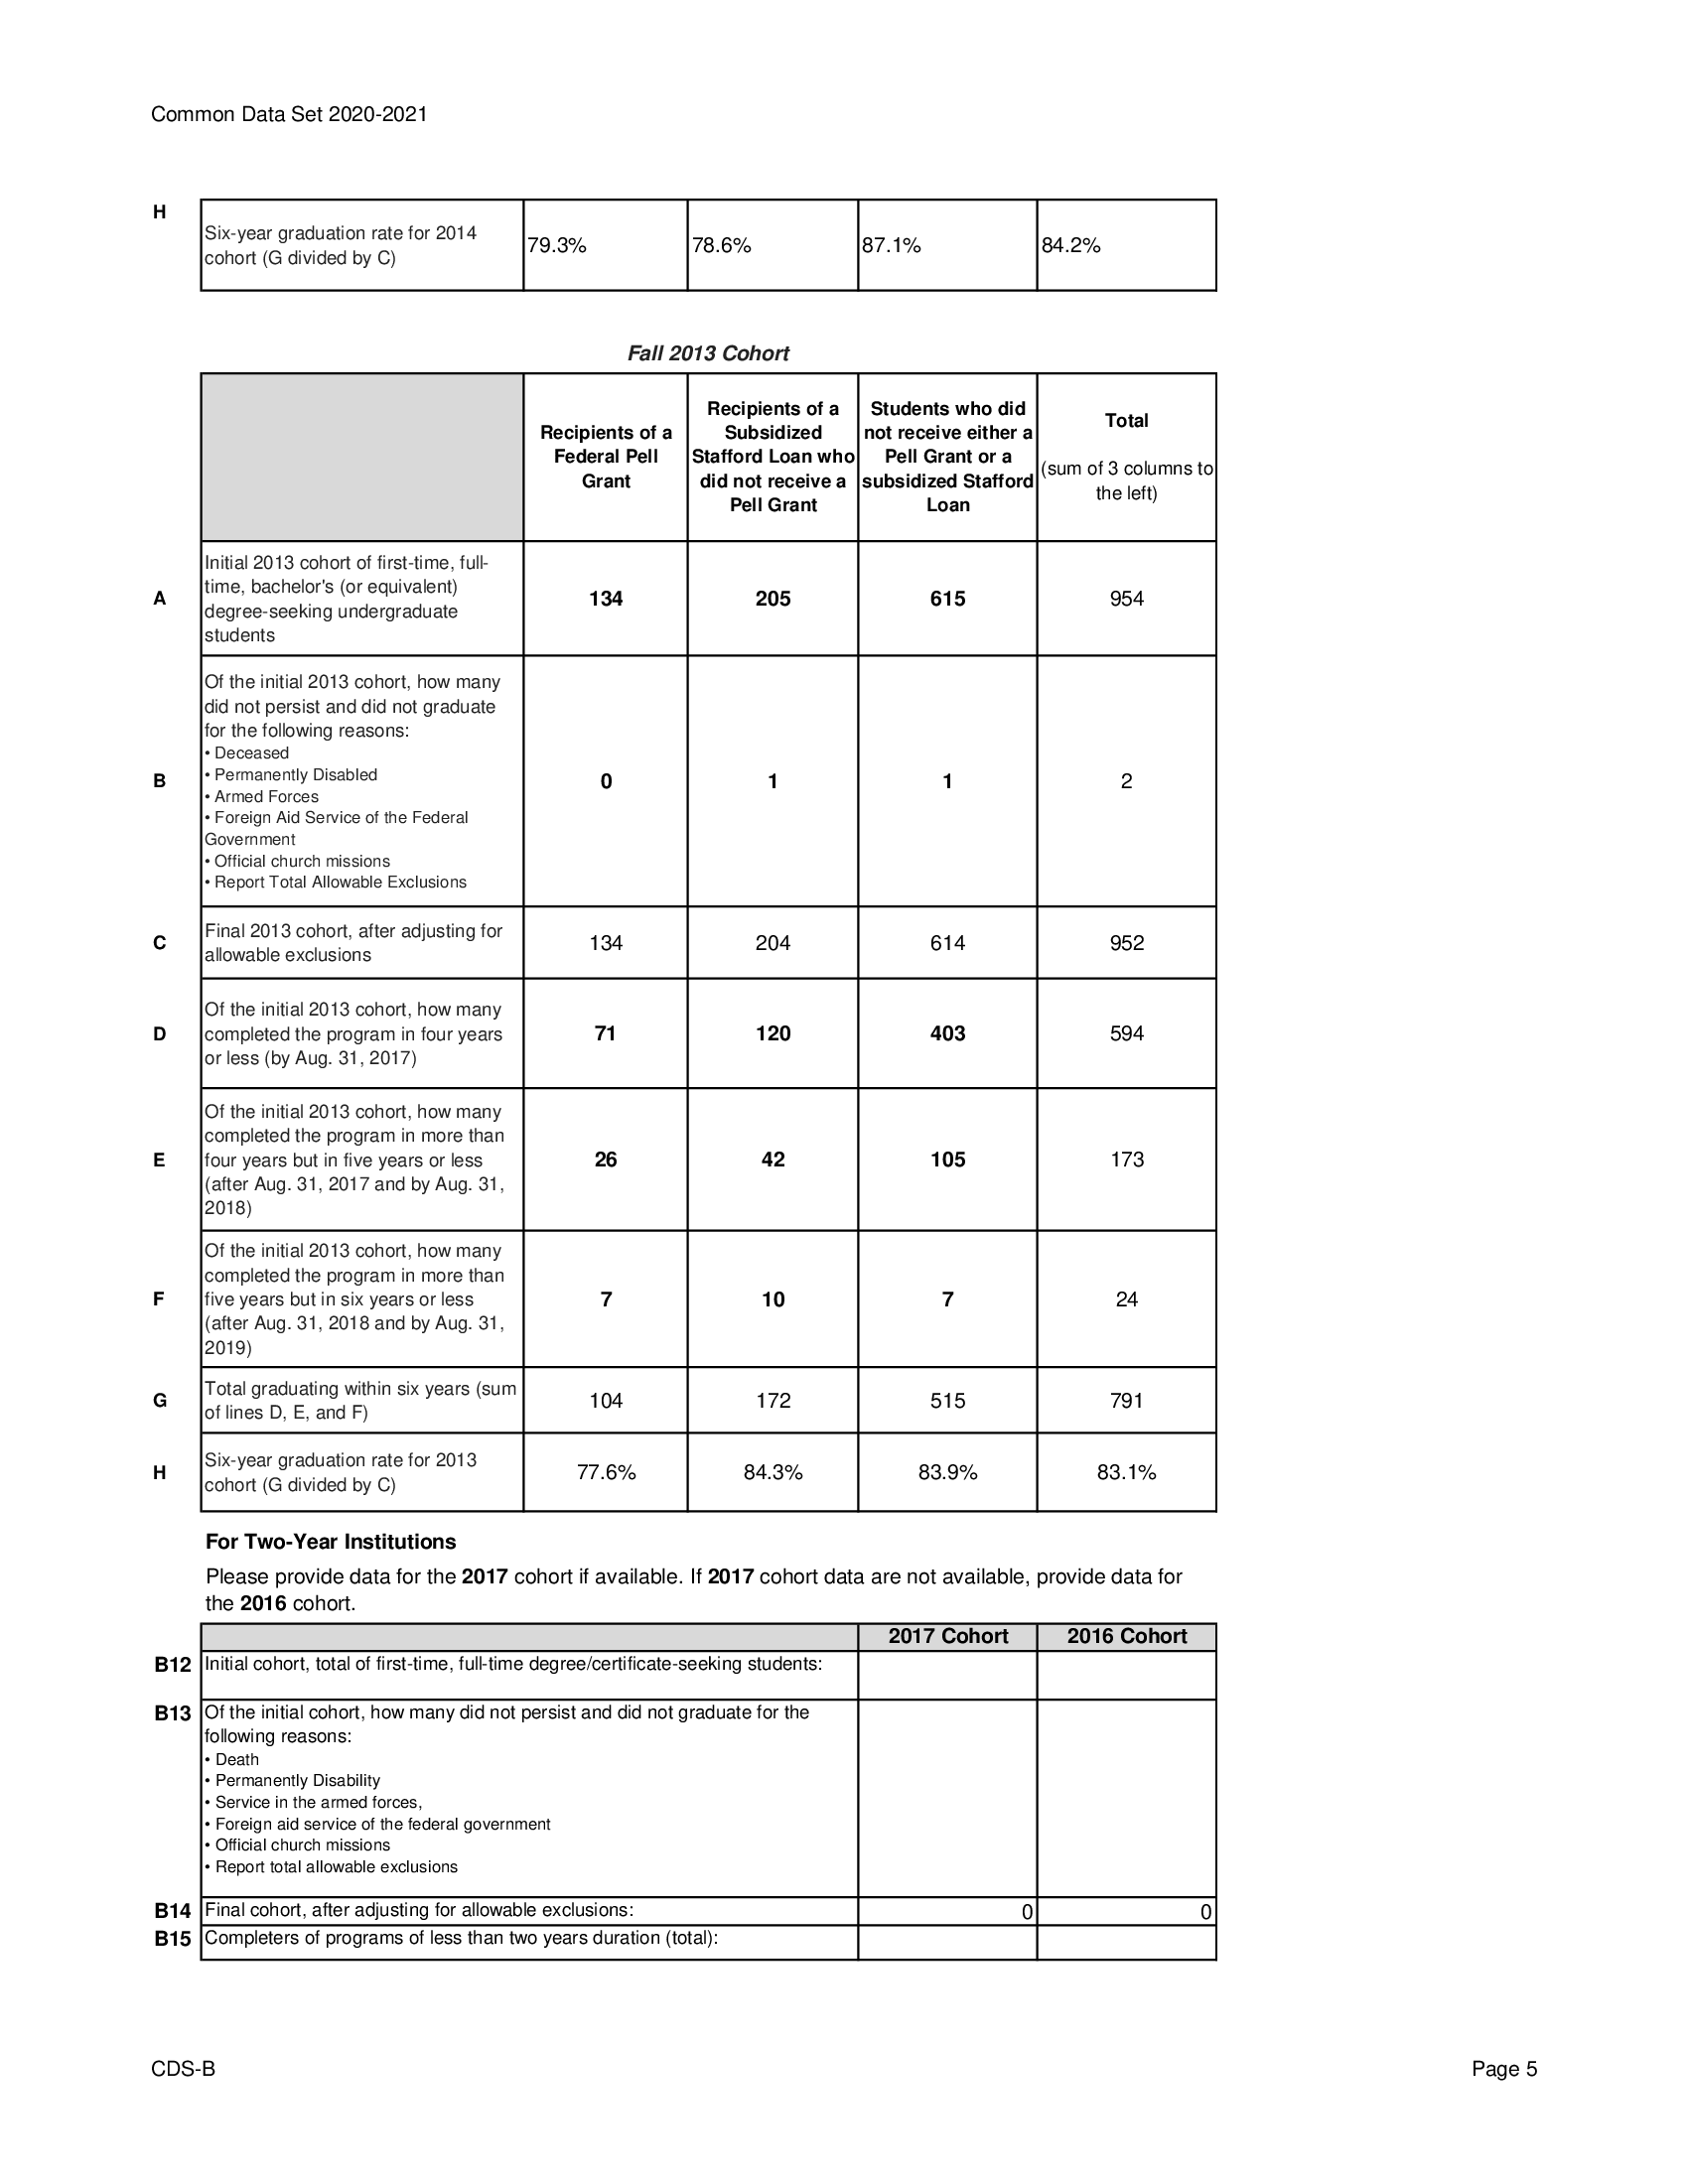 Common Data Set 2020-2021
H
Six-year graduation rate for 2014
cohort (G divided by C)
79.3%
78.6%
87.1%
84.2%
Fall 2013 Cohort
Recipients of a
Federal Pell
Grant
Recipients of a
Subsidized
Stafford Loan who
did not receive a
Pell Grant
Students who did
not receive either a
Pell Grant or a
subsidized Stafford
Loan
Total
(sum of 3 columns to
the left)
A
Initial 2013 cohort of first-time, full-
time, bachelor's (or equivalent)
degree-seeking undergraduate
students
134
205
615
954
B
Of the initial 2013 cohort, how many
did not persist and did not graduate
for the following reasons:
• Deceased
• Permanently Disabled
• Armed Forces
• Foreign Aid Service of the Federal
Government
• Official church missions
• Report Total Allowable Exclusions
0
1
1
2
C
Final 2013 cohort, after adjusting for
allowable exclusions
134
204
614
952
D
Of the initial 2013 cohort, how many
completed the program in four years
or less (by Aug. 31, 2017)
71
120
403
594
E
Of the initial 2013 cohort, how many
completed the program in more than
four years but in five years or less
(after Aug. 31, 2017 and by Aug. 31,
2018)
26
42
105
173
F
Of the initial 2013 cohort, how many
completed the program in more than
five years but in six years or less
(after Aug. 31, 2018 and by Aug. 31,
2019)
7
10
7
24
G
Total graduating within six years (sum
of lines D, E, and F)
104
172
515
791
H
Six-year graduation rate for 2013
cohort (G divided by C)
77.6%
84.3%
83.9%
83.1%
For Two-Year Institutions
Please provide data for the 2017 cohort if available. If 2017 cohort data are not available, provide data for
the 2016 cohort.
2017 Cohort
2016 Cohort
B12
Initial cohort, total of first-time, full-time degree/certificate-seeking students:
B13
Of the initial cohort, how many did not persist and did not graduate for the
following reasons:
• Death
• Permanently Disability
• Service in the armed forces,
• Foreign aid service of the federal government
• Official church missions
• Report total allowable exclusions
B14
Final cohort, after adjusting for allowable exclusions:
0
0
B15
Completers of programs of less than two years duration (total):
CDS-B
Page 5